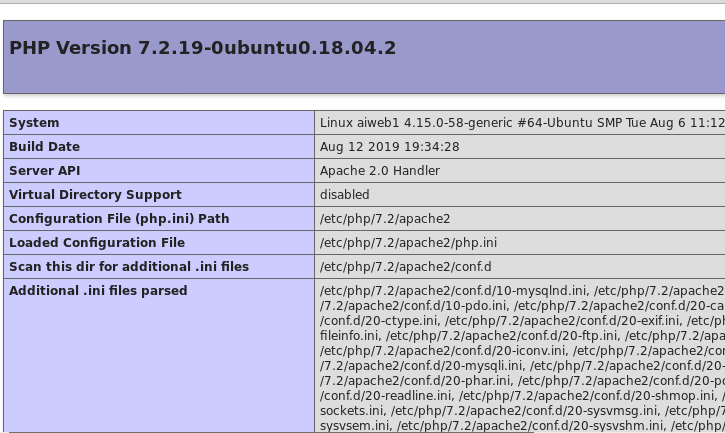 PHP Version 7.2.19-0ubuntu0.18.04.2
System Linux aiweb1 4.15.0-58-generic #64-Ubuntu SMP Tue Aug 6 11:12
Build Date Aug 12 2019 19:34:28
Server API Apache 2.0 Handler
Virtual Directory Support disabled
Configuration File (php.ini) Path /etc/php/7.2/apache2
Loaded Configuration File /etc/php/7.2/apache2/php.ini
Scan this dir for additional .ini files /etc/php/7.2/apache2/conf.d
Additional .ini files parsed /etc/php/7.2/apache2/conf.d/10-mysqlnd.ini, /etc/php/7.2/apache2
/7.2/apache2/conf.d/10-pdo.ini, /etc/php/7.2/apache2/conf.d/20-ca
/conf.d/20-ctype.ini, /etc/php/7.2/apache2/conf.d/20-exif.ini, /etc/ph
fileinfo.ini, /etc/php/7.2/apache2/conf.d/20-ftp.ini, /etc/php/7.2/apa
/etc/php/7.2/apache2/conf.d/20-iconv.ini, /etc/php/7.2/apache2/con
/7.2/apache2/conf.d/20-mysqli.ini, /etc/php/7.2/apache2/conf.d/20-
/7.2/apache2/conf.d/20-phar.ini, /etc/php/7.2/apache2/conf.d/20-po
/conf.d/20-readline.ini, /etc/php/7.2/apache2/conf.d/20-shmop.ini, /
sockets.ini, /etc/php/7.2/apache2/conf.d/20-sysvmsg.ini, /etc/php/7
sysvsem.ini, /etc/php/7.2/apache2/conf.d/20-sysvshm.ini, /etc/php/